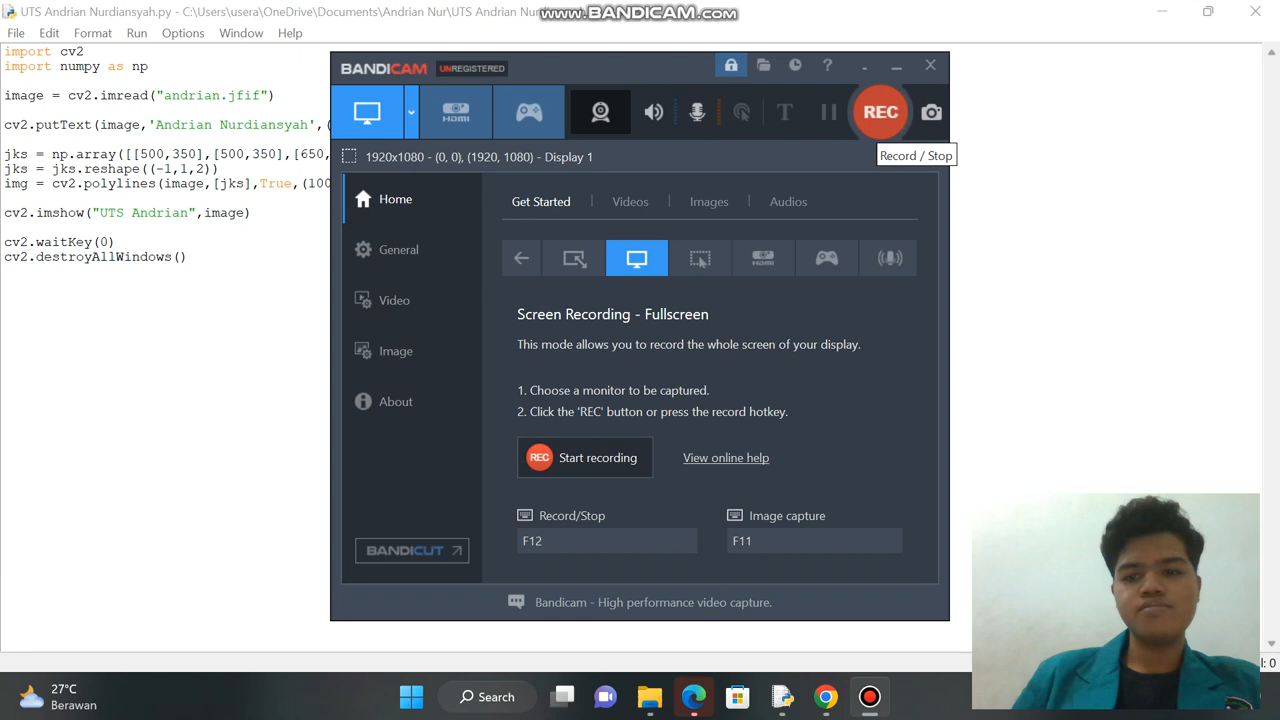 UTS Andrian Nurdiansyah.py - C:\Users\usera\OneDrive\Documents\Andrian Nur\UTS Andrian
www.BANDICAM.com
File Edit Format Run Options Window Help
import cv2
import numpy as np
image = cv2.imread("andrian.jfif")
cv2.putText(image,'Andrian Nurdiansyah',(
jks = np.array([[500,350],[500,350],[650,
jks = jks.reshape((-1,1,2))
img = cv2.polylines(image,[jks],True,(100
cv2.imshow("UTS Andrian",image)
cv2.waitKey(0)
cv2.destroyAllWindows()
BANDICAM UNREGISTERED
HDMI
T
REC
Record / Stop
1920x1080 - (0, 0), (1920, 1080) - Display 1
Home
General
Video
Image
About
BANDICUT
Get Started Videos Images Audios
HDMI
Screen Recording - Fullscreen
This mode allows you to record the whole screen of your display.
1. Choose a monitor to be captured.
2. Click the 'REC' button or press the record hotkey.
REC Start recording View online help
Record/Stop Image capture
F12 F11
Bandicam - High performance video capture.
: 0
27°C
Berawan
Search